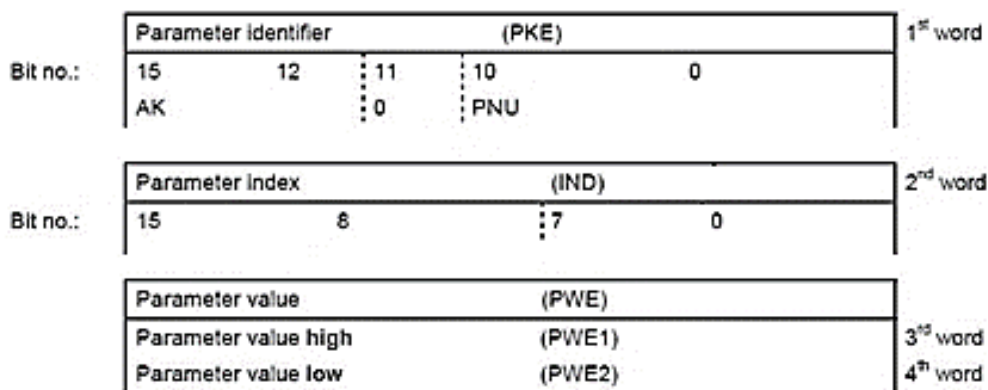 Parameter identifier (PKE) 1st word
Bit no.: 15 12 11 10 0
AK 0 PNU
Parameter index (IND) 2nd word
Bit no.: 15 8 7 0
Parameter value (PWE)
Parameter value high (PWE1) 3rd word
Parameter value low (PWE2) 4th word